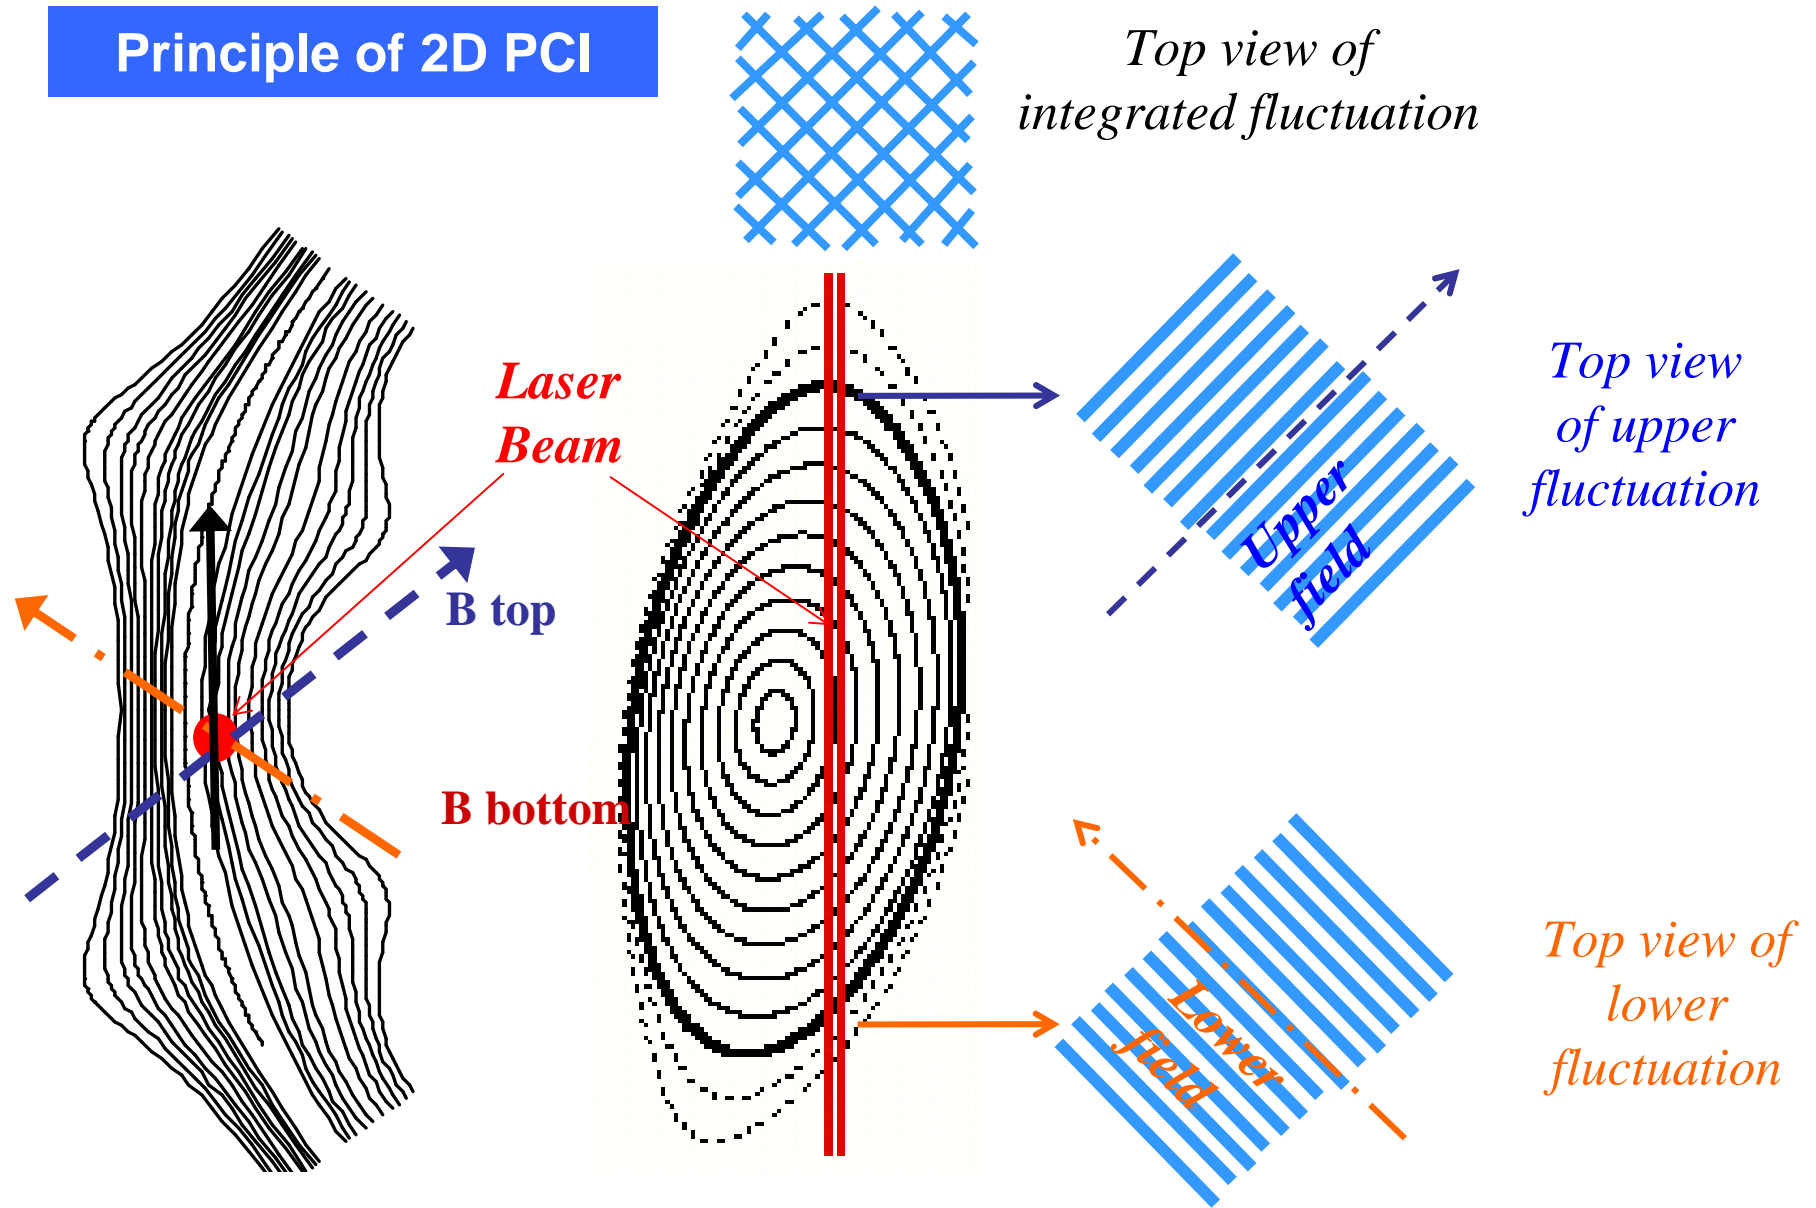 Principle of 2D PCI
Top view of
integrated fluctuation
Laser
Beam
B top
B bottom
Upper
field
Top view
of upper
fluctuation
Lower
field
Top view of
lower
fluctuation